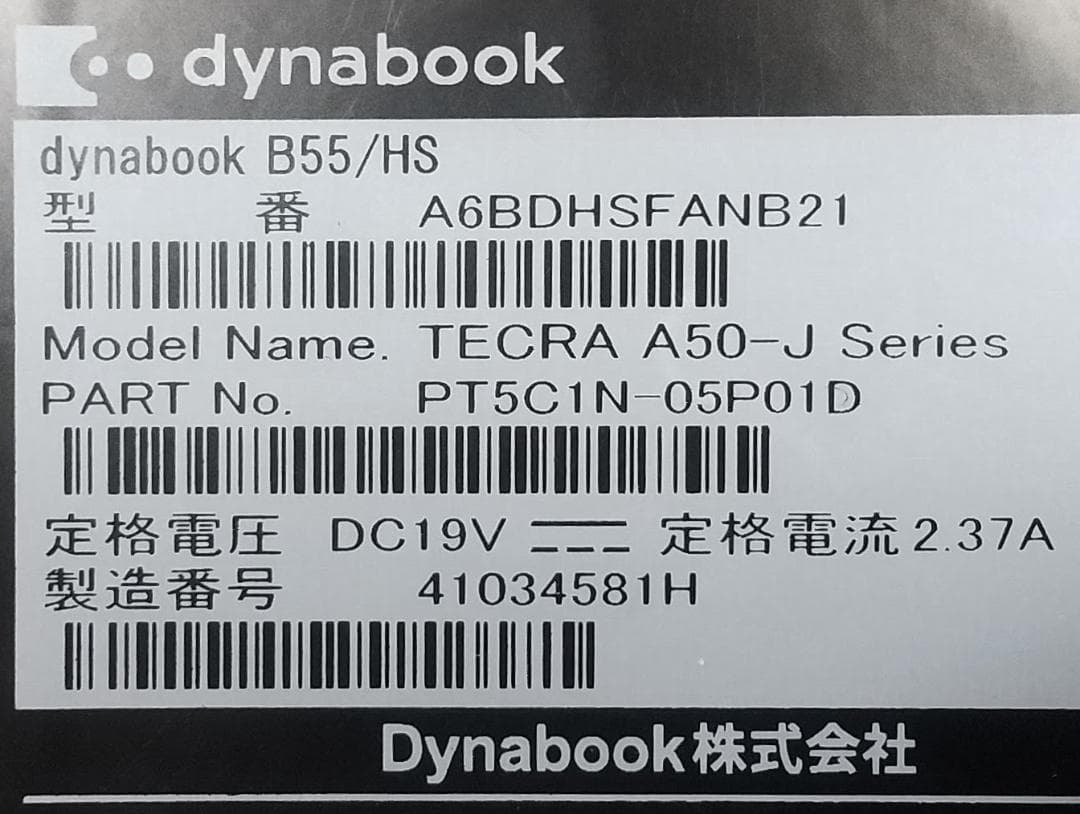 dynabook
dynabook B55/HS
型 番 A6BDHSFANB21
Model Name. TECRA A50-J Series
PART No. PT5C1N-05P01D
定格電圧 DC19V ⎓ 定格電流2.37A
製造番号 41034581H
Dynabook株式会社